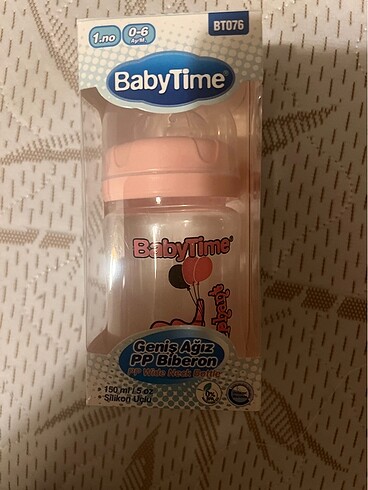 1.no
0-6
Ay/M
BT076
BabyTime®
BabyTime®
Geniş Ağız
PP Biberon
PP Wide Neck Bottle
• 150 ml / 5 oz
• Silikon Uçlu